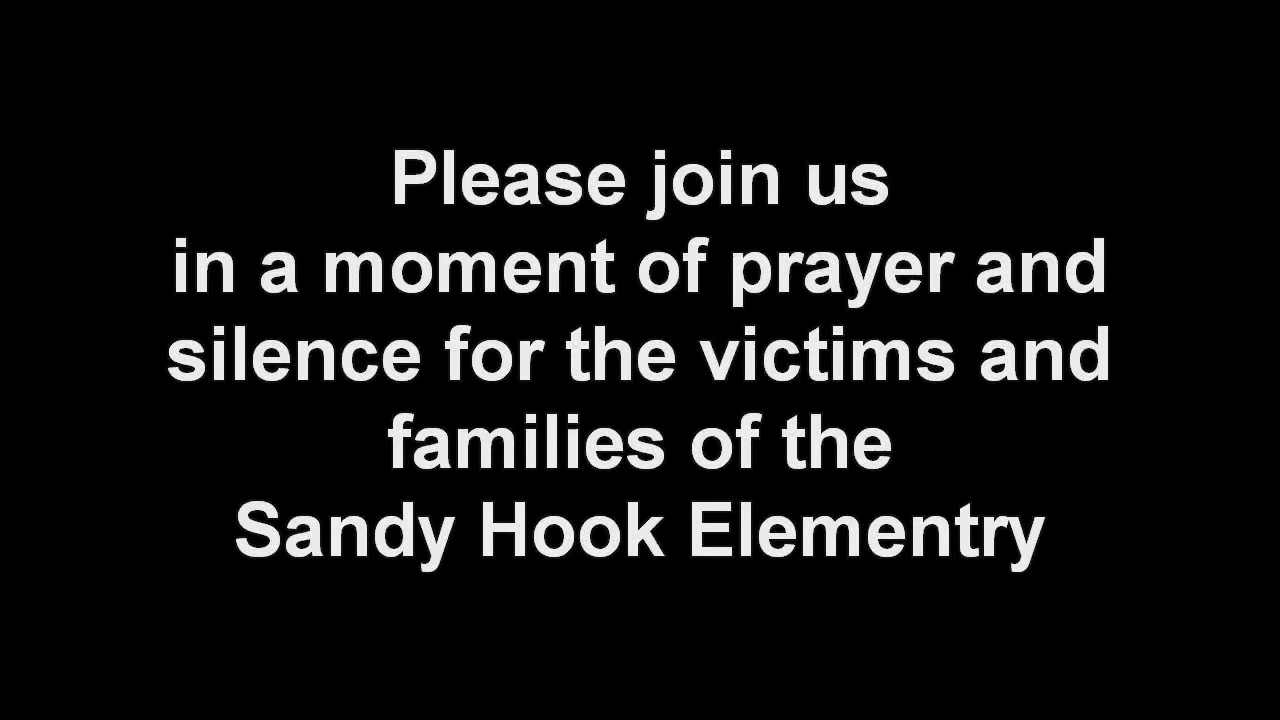 Please join us
in a moment of prayer and
silence for the victims and
families of the
Sandy Hook Elementry